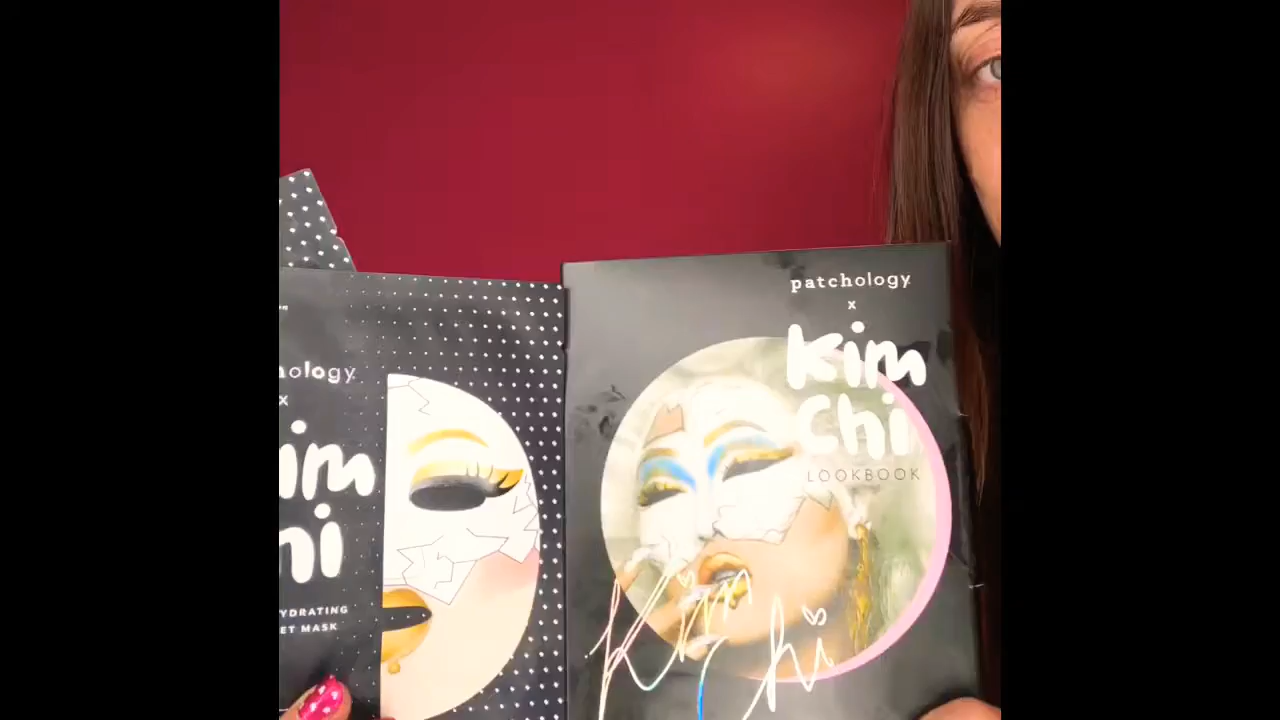 hology
x
im
hi
YDRATING
ET MASK
patchology
x
Kim
Chi
LOOKBOOK
Kim
Chi